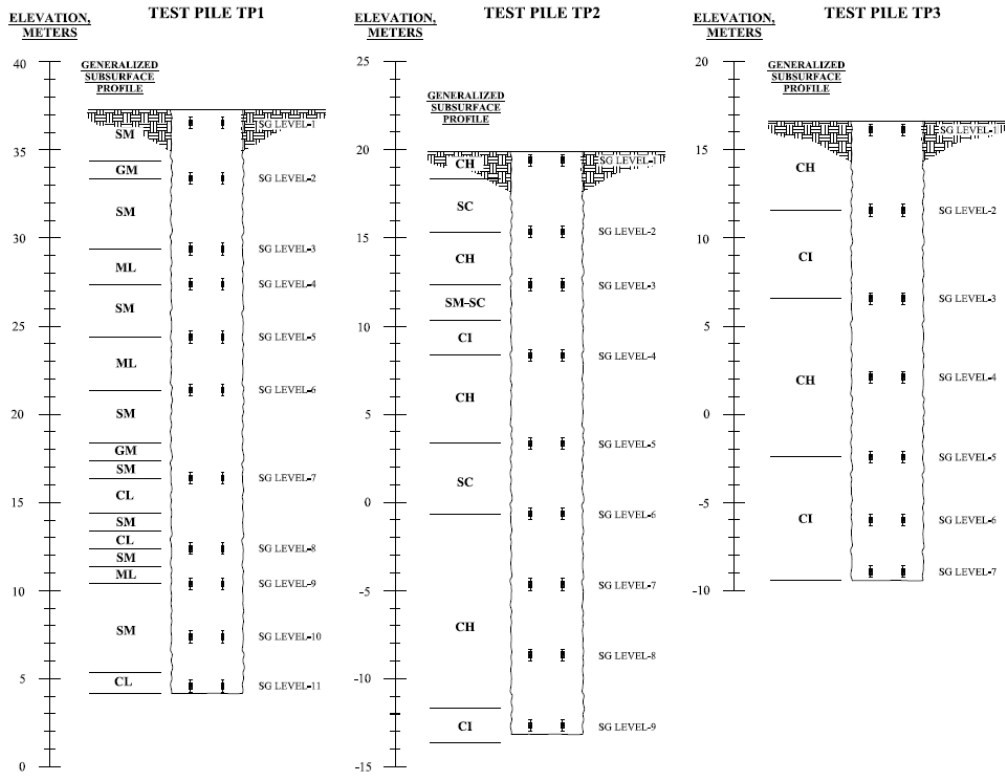 TEST PILE TP1
ELEVATION,
METERS
GENERALIZED
SUBSURFACE
PROFILE
40
35
30
25
20
15
10
5
0
SM
GM
SM
ML
SM
ML
SM
GM
SM
CL
SM
CL
SM
ML
SM
CL
SG LEVEL-1
SG LEVEL-2
SG LEVEL-3
SG LEVEL-4
SG LEVEL-5
SG LEVEL-6
SG LEVEL-7
SG LEVEL-8
SG LEVEL-9
SG LEVEL-10
SG LEVEL-11
TEST PILE TP2
ELEVATION,
METERS
GENERALIZED
SUBSURFACE
PROFILE
25
20
15
10
5
0
-5
-10
-15
CH
SC
CH
SM-SC
CI
CH
SC
CH
CI
SG LEVEL-1
SG LEVEL-2
SG LEVEL-3
SG LEVEL-4
SG LEVEL-5
SG LEVEL-6
SG LEVEL-7
SG LEVEL-8
SG LEVEL-9
TEST PILE TP3
ELEVATION,
METERS
GENERALIZED
SUBSURFACE
PROFILE
20
15
10
5
0
-5
-10
CH
CI
CH
CI
SG LEVEL-1
SG LEVEL-2
SG LEVEL-3
SG LEVEL-4
SG LEVEL-5
SG LEVEL-6
SG LEVEL-7